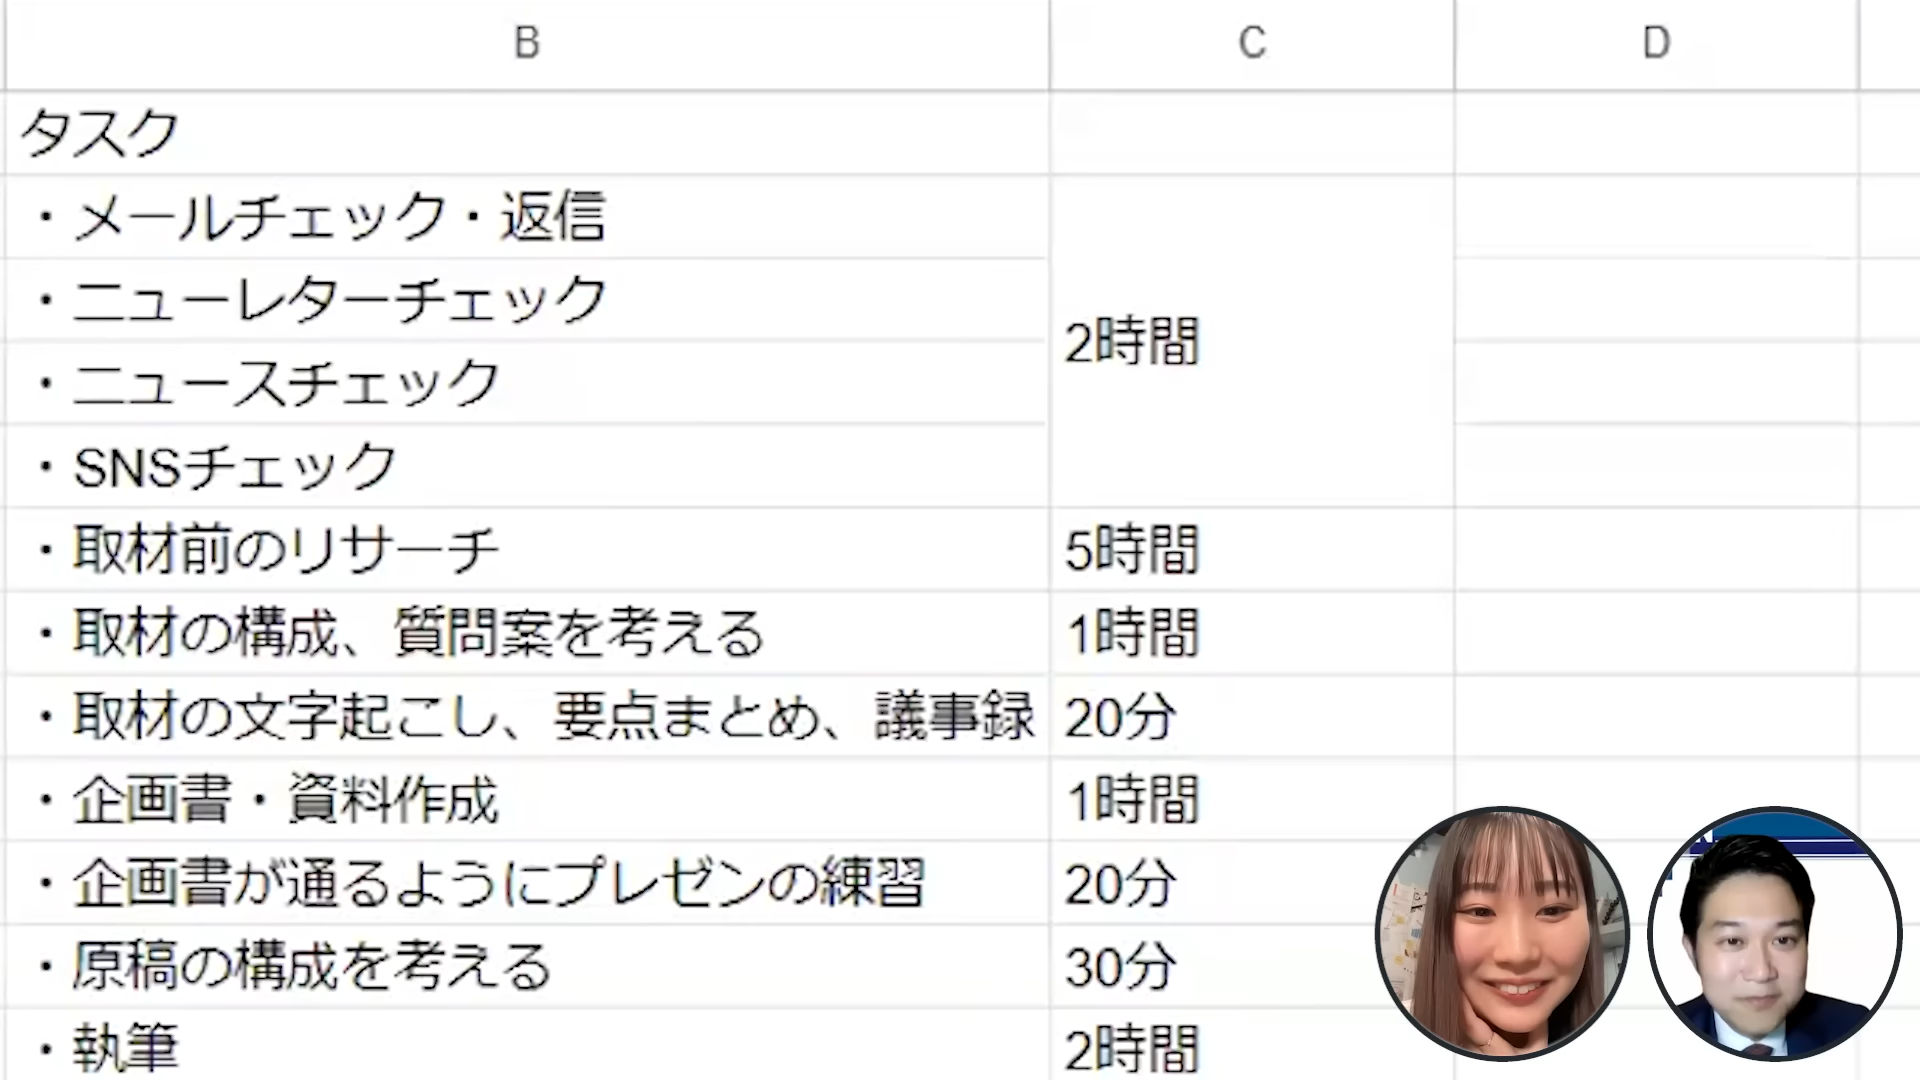 B C D
タスク
・メールチェック・返信
・ニューレターチェック
2時間
・ニュースチェック
・SNSチェック
・取材前のリサーチ 5時間
・取材の構成、質問案を考える 1時間
・取材の文字起こし、要点まとめ、議事録 20分
・企画書・資料作成 1時間
・企画書が通るようにプレゼンの練習 20分
・原稿の構成を考える 30分
・執筆 2時間